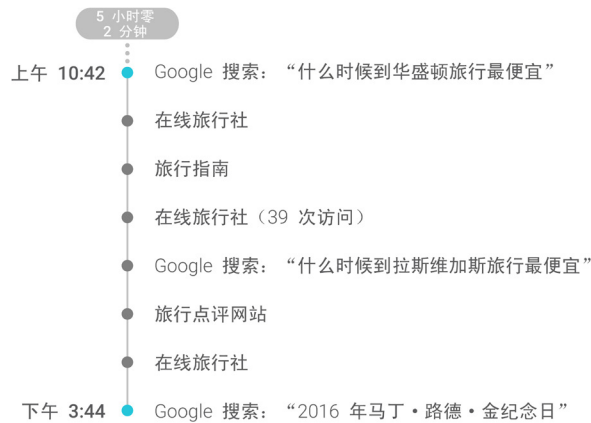 5 小时零
2 分钟
上午 10:42
Google 搜索：“什么时候到华盛顿旅行最便宜”
在线旅行社
旅行指南
在线旅行社（39 次访问）
Google 搜索：“什么时候到拉斯维加斯旅行最便宜”
旅行点评网站
在线旅行社
下午 3:44
Google 搜索：“2016 年马丁·路德·金纪念日”